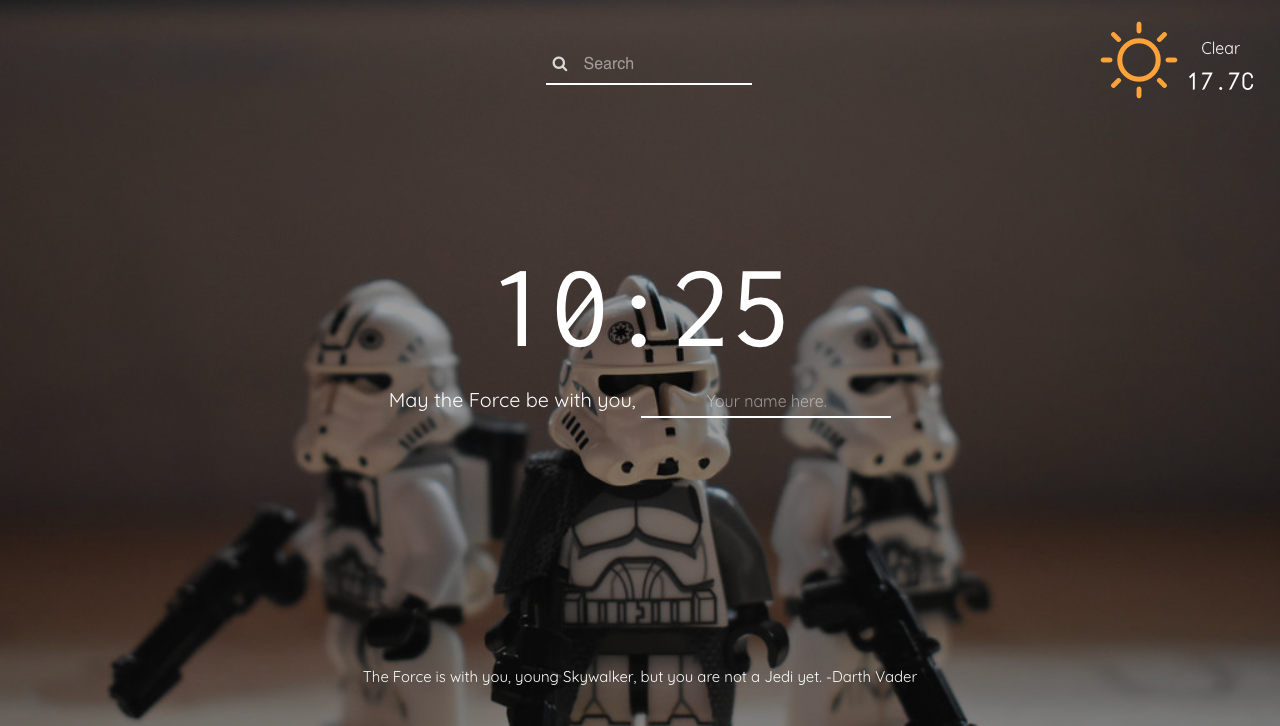 Search
Clear
17.7C
10:25
May the Force be with you, Your name here.
The Force is with you, young Skywalker, but you are not a Jedi yet. -Darth Vader